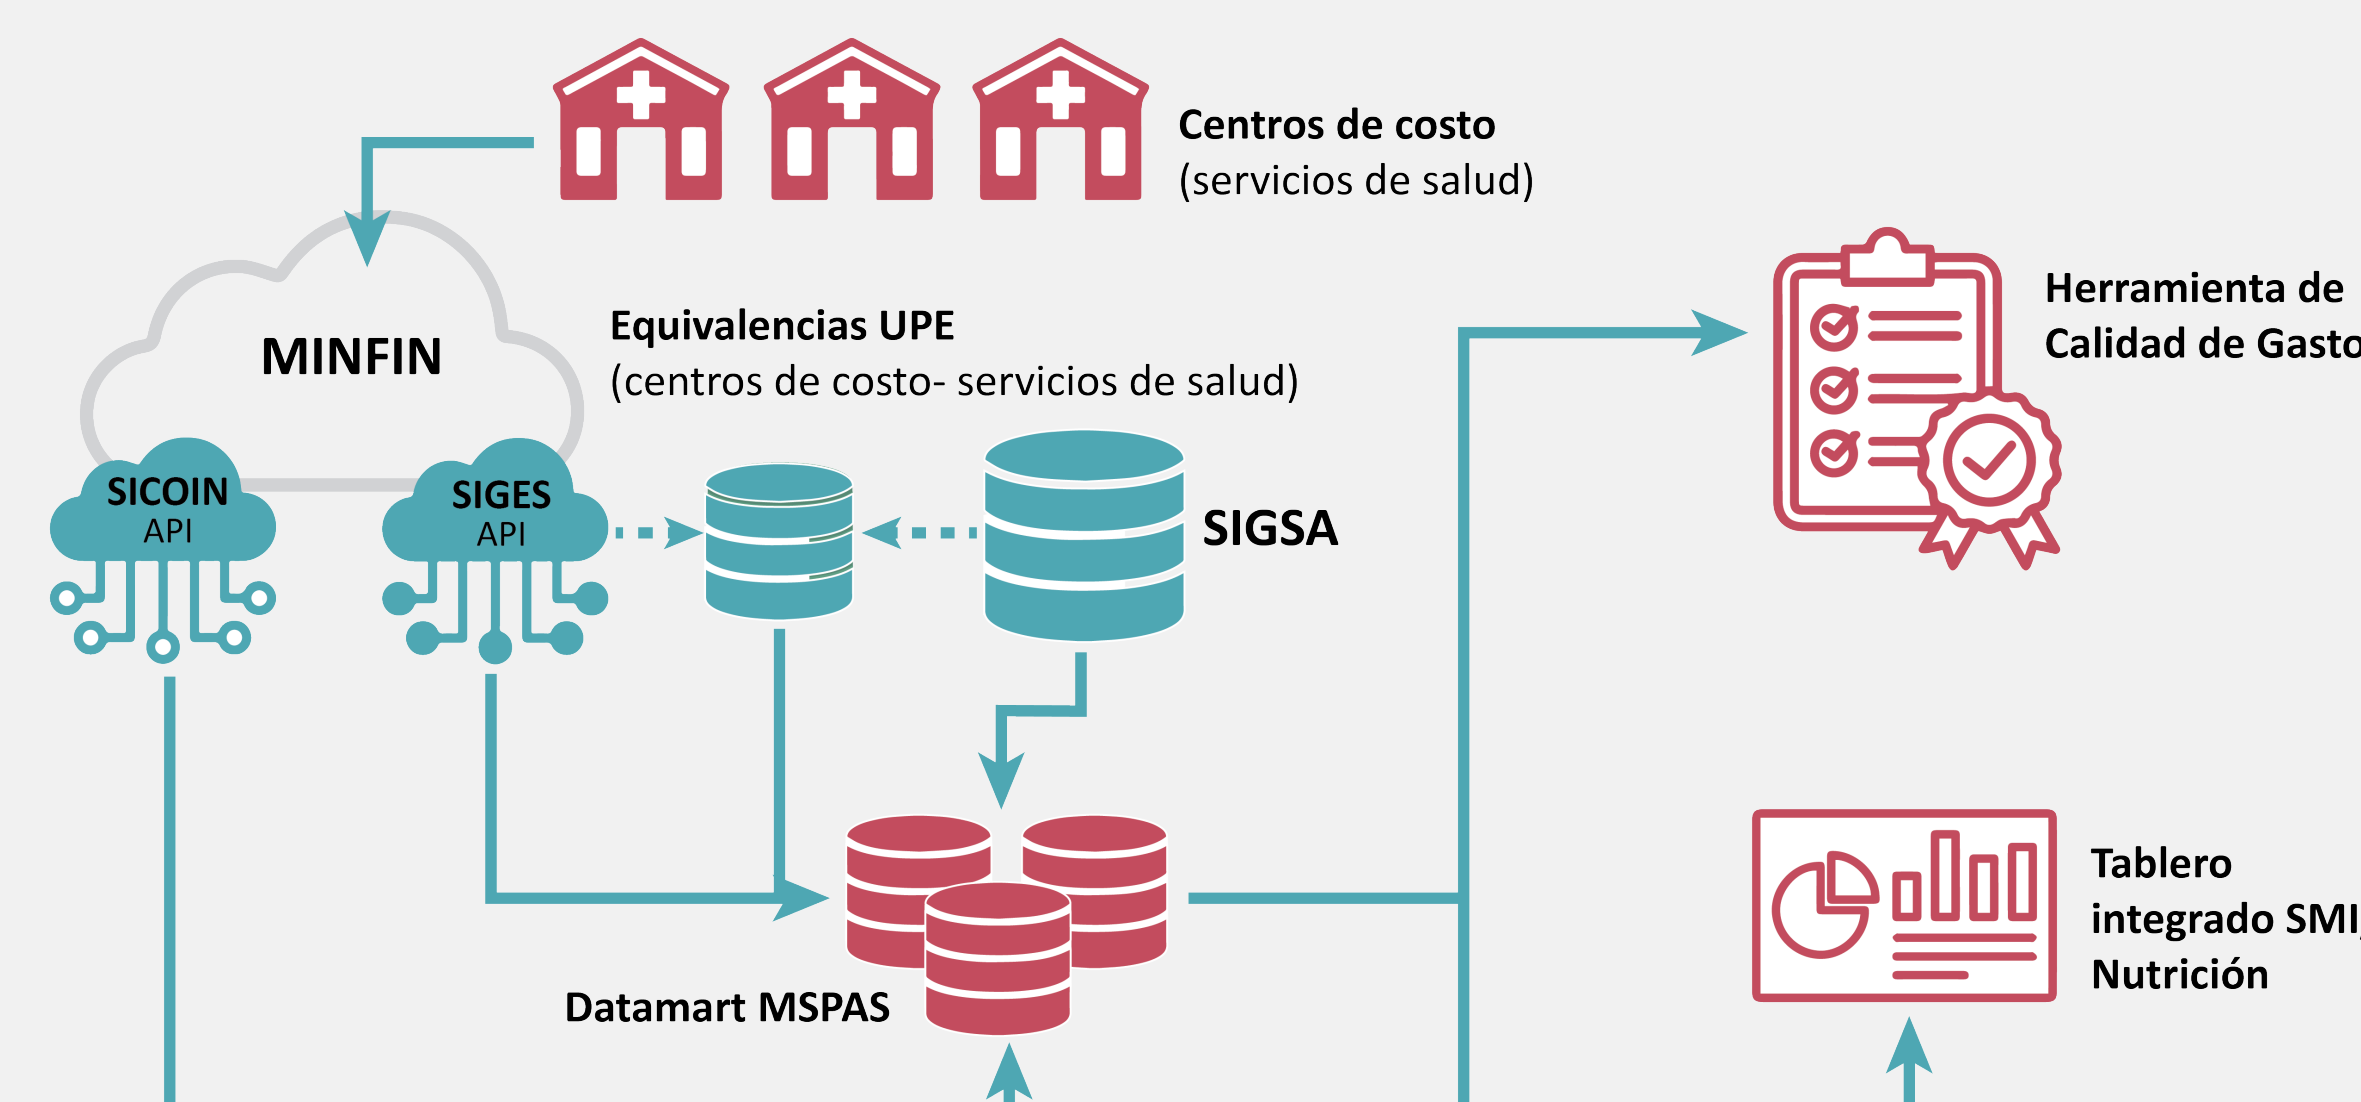 Centros de costo
(servicios de salud)
Herramienta de
Calidad de Gasto
Equivalencias UPE
(centros de costo- servicios de salud)
MINFIN
SICOIN
API
SIGES
API
SIGSA
Tablero
integrado SMI,
Nutrición
Datamart MSPAS